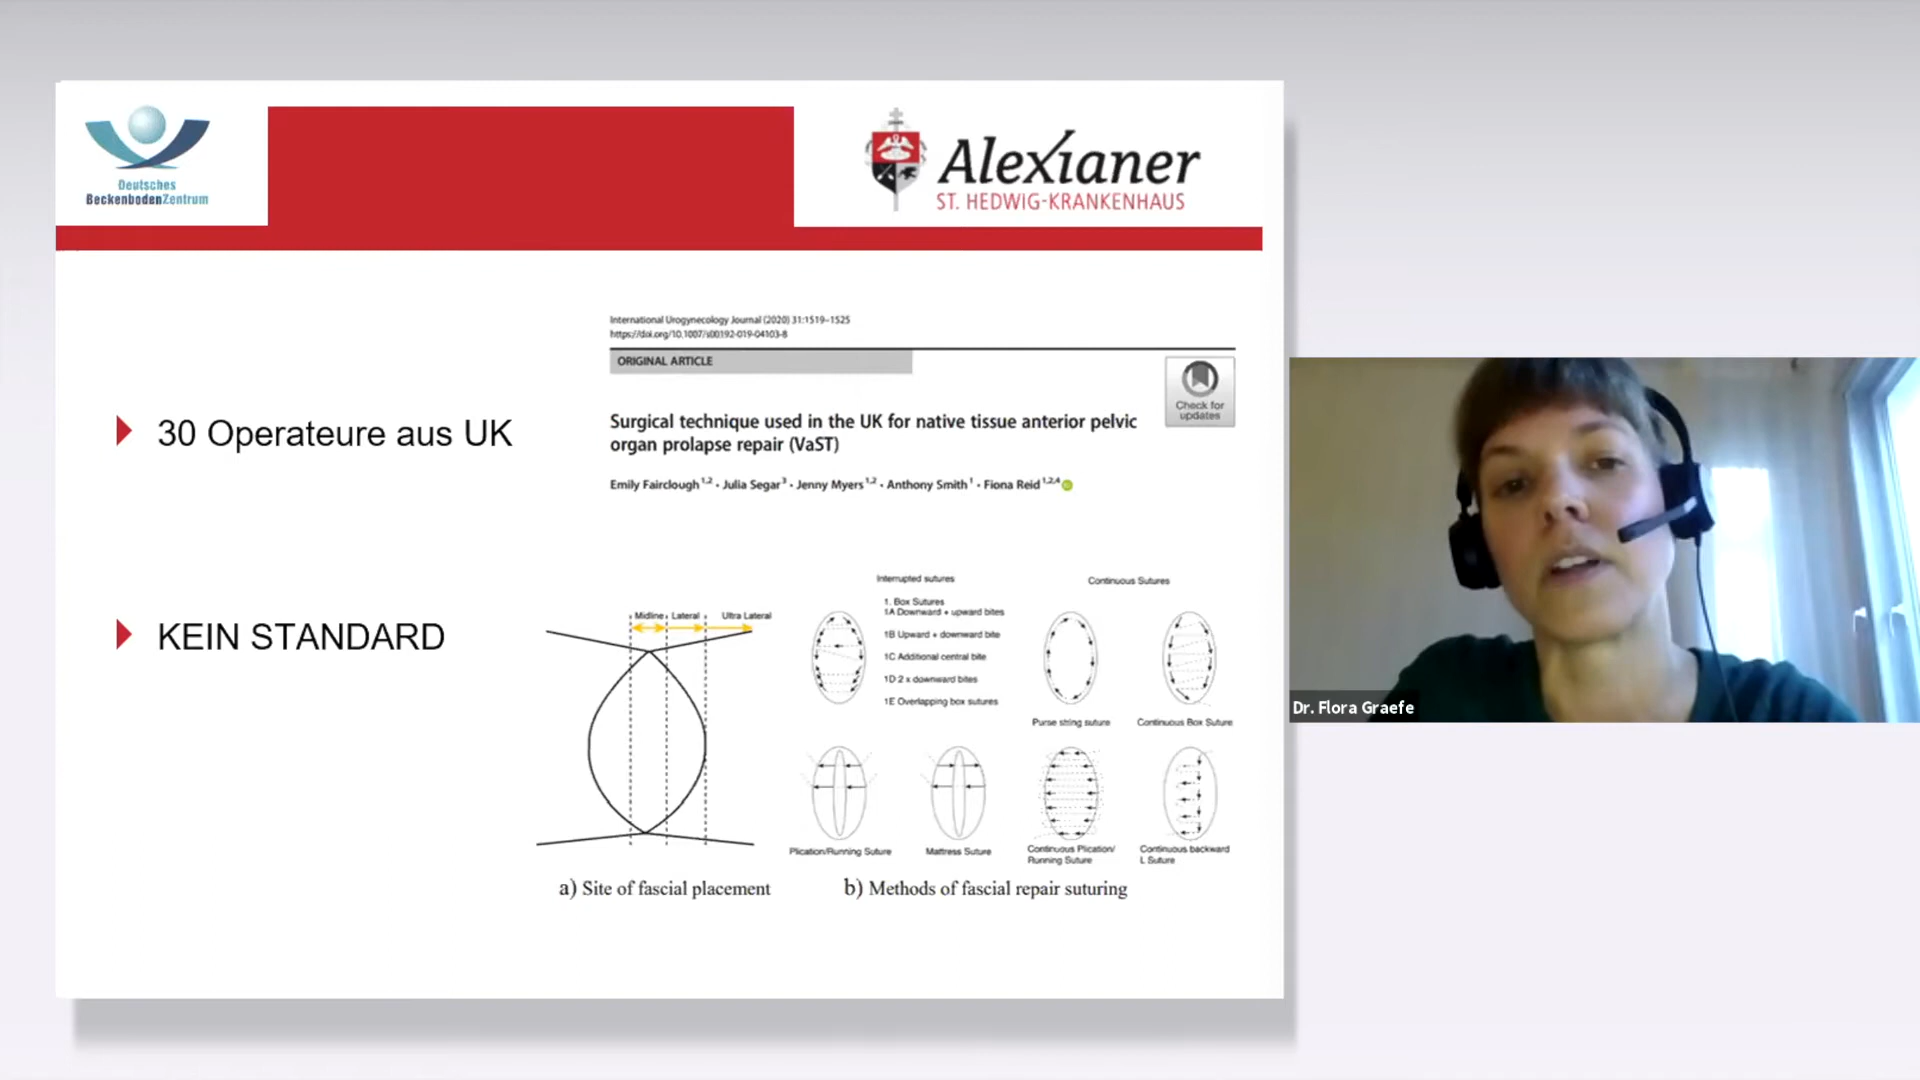 Deutsches
BeckenbodenZentrum
Alexianer
ST. HEDWIG-KRANKENHAUS
30 Operateure aus UK
KEIN STANDARD
International Urogynecology Journal (2020) 31:1519–1525
https://doi.org/10.1007/s00192-019-04103-8
ORIGINAL ARTICLE
Check for
updates
Surgical technique used in the UK for native tissue anterior pelvic
organ prolapse repair (VaST)
Emily Fairclough 1,2 · Julia Segar 3 · Jenny Myers 1,2 · Anthony Smith 1 · Fiona Reid 1,2,4
Midline Lateral Ultra Lateral
a) Site of fascial placement
Interrupted sutures
1. Box Sutures
1A Downward + upward bites
1B Upward + downward bite
1C Additional central bite
1D 2 x downward bites
1E Overlapping box sutures
Continuous Sutures
Purse string suture
Continuous Box Suture
Plication/Running Suture
Mattress Suture
Continuous Plication/
Running Suture
Continuous backward
L Suture
b) Methods of fascial repair suturing
Dr. Flora Graefe